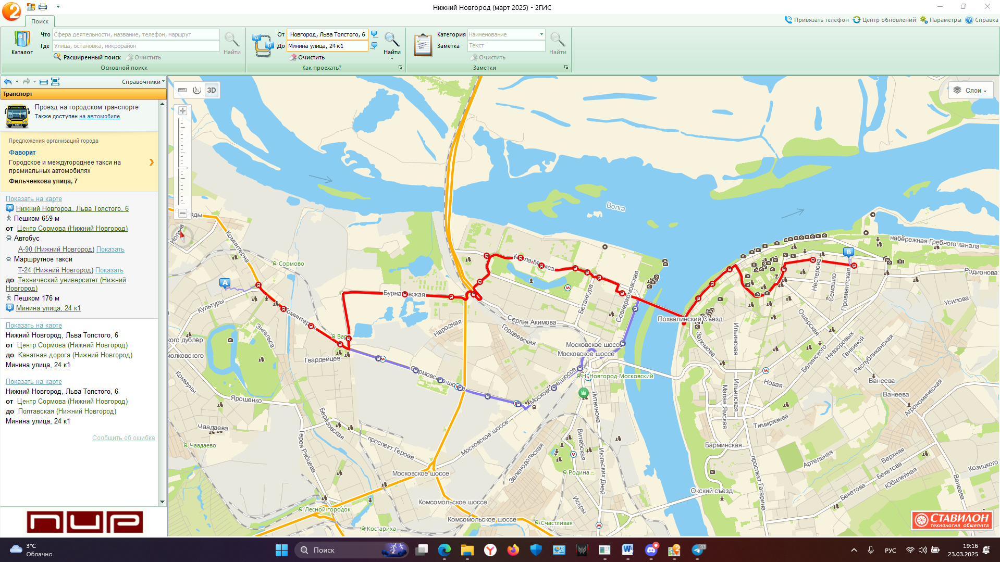 Нижний Новгород (март 2025) - 2ГИС
Поиск
Привязать телефон
Центр обновлений
Параметры
Справка
Каталог
Что
Сфера деятельности, название, телефон, маршрут
Где
Улица, остановка, микрорайон
Расширенный поиск
Очистить
Найти
Основной поиск
От
Новгород, Льва Толстого, 6
До
Минина улица, 24 к1
Очистить
Найти
Как проехать?
Категория
Наименование
Заметка
Текст
Очистить
Найти
Заметки
Справочники
Транспорт
Проезд на городском транспорте
Также доступен на автомобиле.
Предложения организаций города
Фаворит
Городское и междугороднее такси на
премиальных автомобилях
Фильченкова улица, 7
Показать на карте
A Нижний Новгород, Льва Толстого, 6
Пешком 659 м
от Центр Сормова (Нижний Новгород)
Автобус
А-90 (Нижний Новгород) Показать
Маршрутное такси
Т-24 (Нижний Новгород) Показать
до Технический университет (Нижний
Новгород)
Пешком 176 м
B Минина улица, 24 к1
Показать на карте
Нижний Новгород, Льва Толстого, 6
от Центр Сормова (Нижний Новгород)
до Канатная дорога (Нижний Новгород)
Минина улица, 24 к1
Показать на карте
Нижний Новгород, Льва Толстого, 6
от Центр Сормова (Нижний Новгород)
до Полтавская (Нижний Новгород)
Минина улица, 24 к1
Сообщить об ошибке
ПИР
3D
Слои
Волга
Ногина
Коминтерна
Сормово
A
Культуры
Коминтерна
Энгельса
Гвардейцев
Бурнаковская
Народная
Карла Маркса
Бетанкура
Совнаркомовская
Сергея Акимова
Гордеевская
Московское шоссе
Московское шоссе
Н.Новгород-Московский
Московское шоссе
Сормовское шоссе
Похвалинский Съезд
набережная Гребного канала
B
Родионова
Нестерова
Семашко
Провиантская
Усилова
Ошарская
Невзоровых
Генкиной
Республиканская
Белинского
Заломова
Ильинская
Ильинская
Малая Ямская
Новая
Ванеева
Ванеева
Агрономическая
Тимирязева
Барминская
Артельная
Верхняя
Бекетова
Юбилейная
Бекетова
Козицкого
Ванеева
проспект Гагарина
Окский съезд
Коммуны
Ярошенко
Чаадаева
Чаадаево
Берёзовская
Героя Рябцева
проспект Героев
Московское шоссе
Московское шоссе
Зеленодольская
Литвинова
Витебская
Июльских Дней
Родина
Искры
Комсомольское шоссе
Комсомольское шоссе
Счастливая
Лесной городок
Костариха
СТАВИЛОН
технология общепита
3°C
Облачно
Поиск
93
РУС
19:16
23.03.2025